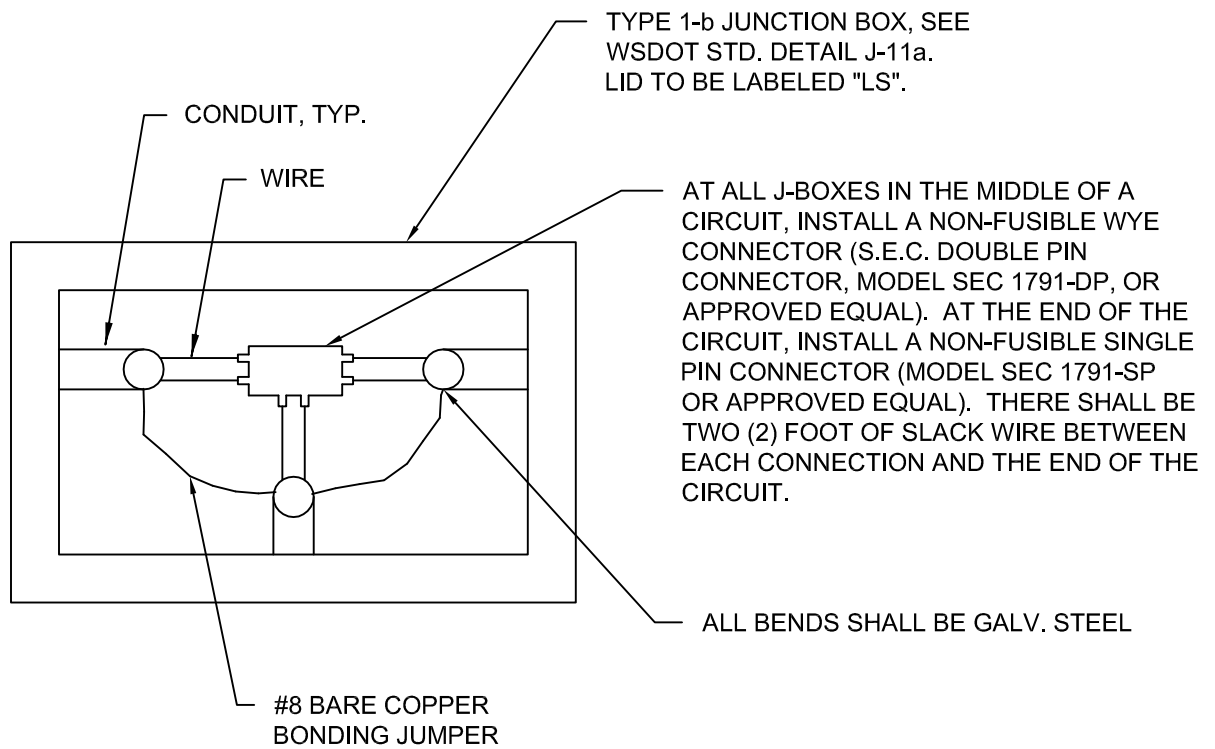 TYPE 1-b JUNCTION BOX, SEE
WSDOT STD. DETAIL J-11a.
LID TO BE LABELED "LS".
CONDUIT, TYP.
WIRE
AT ALL J-BOXES IN THE MIDDLE OF A
CIRCUIT, INSTALL A NON-FUSIBLE WYE
CONNECTOR (S.E.C. DOUBLE PIN
CONNECTOR, MODEL SEC 1791-DP, OR
APPROVED EQUAL).  AT THE END OF THE
CIRCUIT, INSTALL A NON-FUSIBLE SINGLE
PIN CONNECTOR (MODEL SEC 1791-SP
OR APPROVED EQUAL).  THERE SHALL BE
TWO (2) FOOT OF SLACK WIRE BETWEEN
EACH CONNECTION AND THE END OF THE
CIRCUIT.
ALL BENDS SHALL BE GALV. STEEL
#8 BARE COPPER
BONDING JUMPER